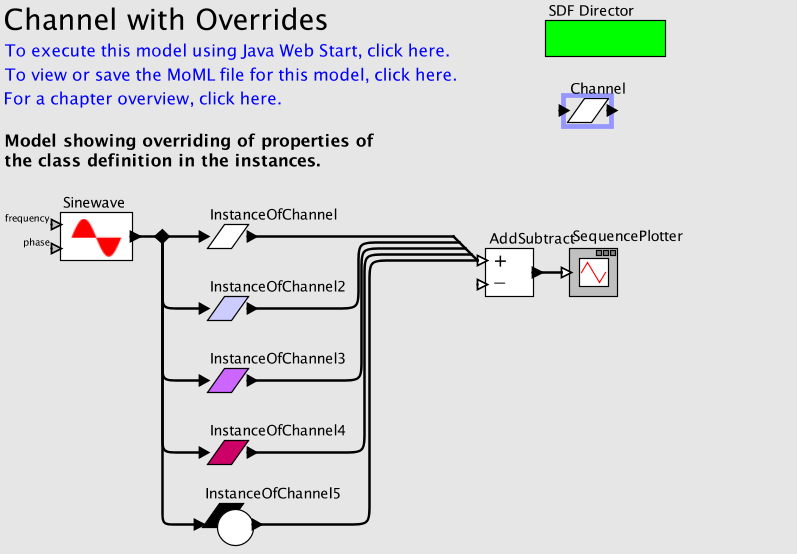 Channel with Overrides
SDF Director
To execute this model using Java Web Start, click here.
To view or save the MoML file for this model, click here.
For a chapter overview, click here.
Channel
Model showing overriding of properties of
the class definition in the instances.
Sinewave
frequency
phase
InstanceOfChannel
AddSubtract
SequencePlotter
+
−
InstanceOfChannel2
InstanceOfChannel3
InstanceOfChannel4
InstanceOfChannel5